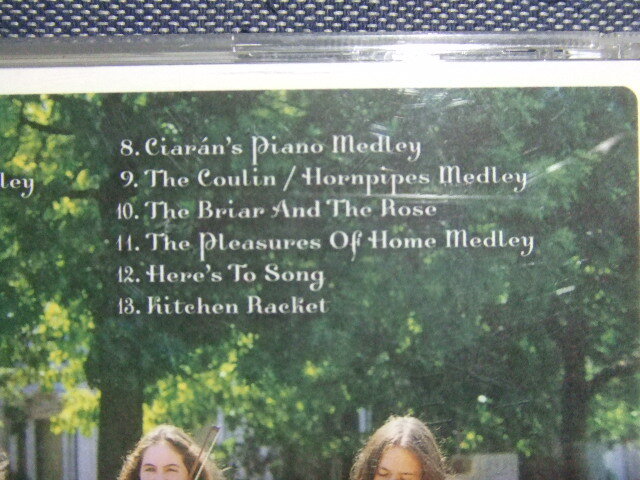 8. Ciarán's Piano Medley
ley
9. The Coulin / Hornpipes Medley
10. The Briar And The Rose
11. The Pleasures Of Home Medley
12. Here's To Song
13. Kitchen Racket